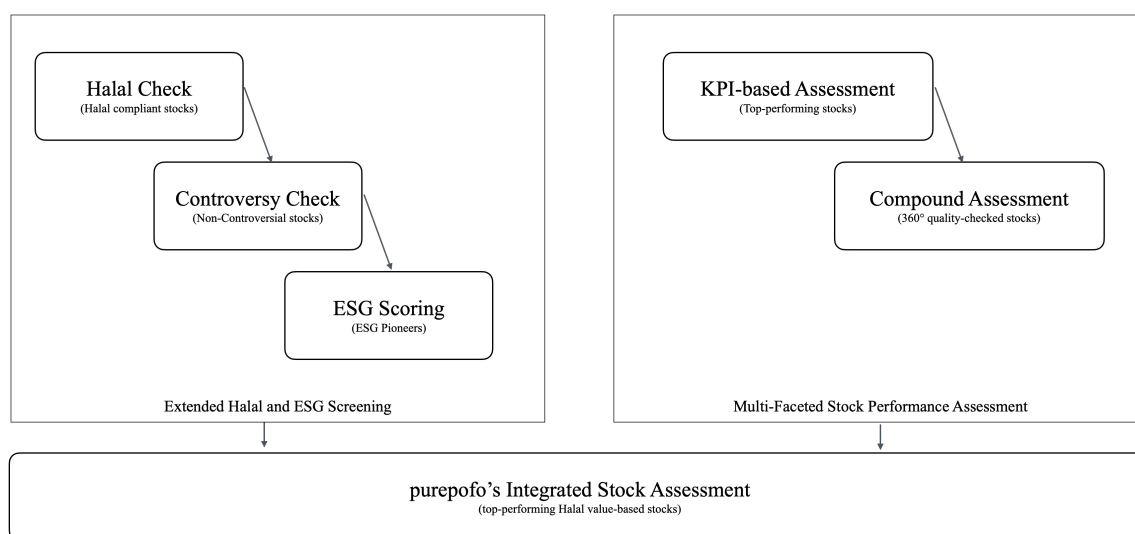 Halal Check
(Halal compliant stocks)
Controversy Check
(Non-Controversial stocks)
ESG Scoring
(ESG Pioneers)
Extended Halal and ESG Screening
KPI-based Assessment
(Top-performing stocks)
Compound Assessment
(360° quality-checked stocks)
Multi-Faceted Stock Performance Assessment
purepofo’s Integrated Stock Assessment
(top-performing Halal value-based stocks)